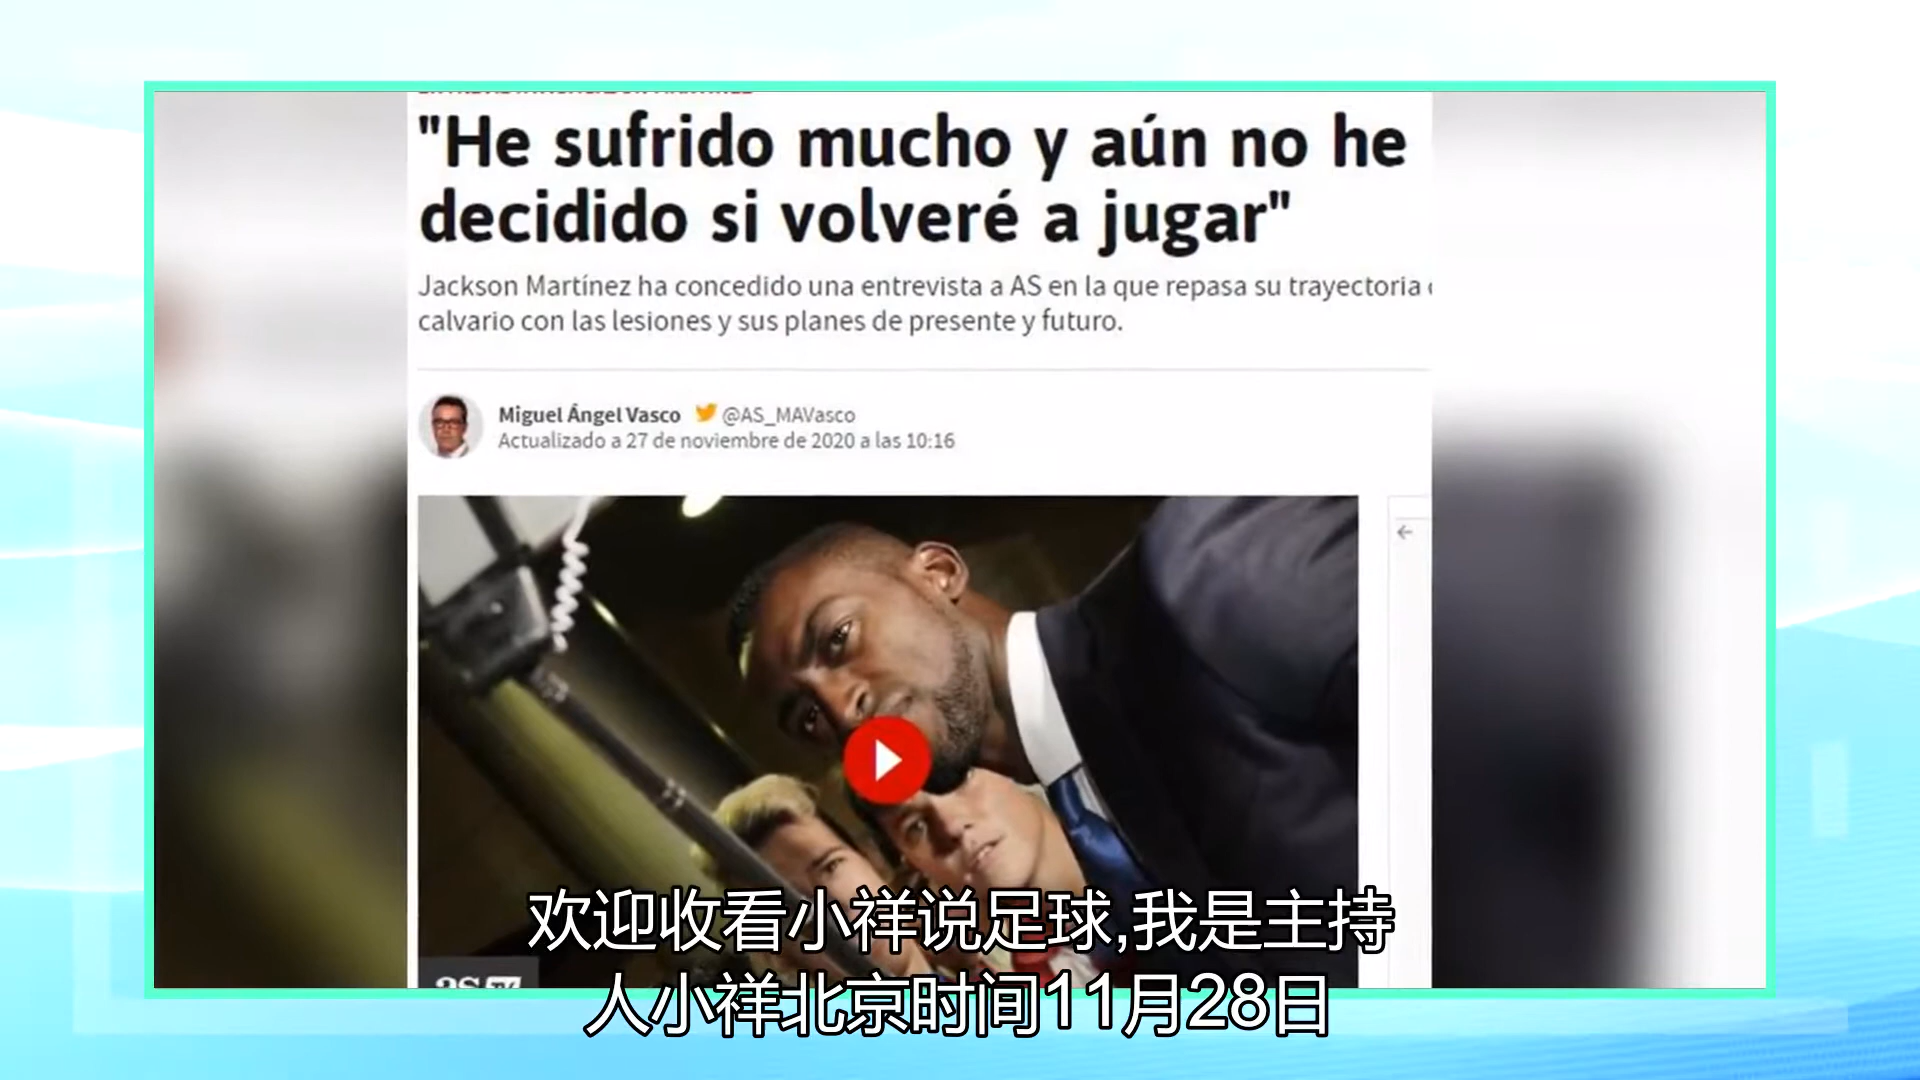 "He sufrido mucho y aún no he
decidido si volveré a jugar"
Jackson Martínez ha concedido una entrevista a AS en la que repasa su trayectoria
calvario con las lesiones y sus planes de presente y futuro.
Miguel Ángel Vasco @AS_MAVasco
Actualizado a 27 de noviembre de 2020 a las 10:16
欢迎收看小祥说足球,我是主持
人小祥北京时间11月28日